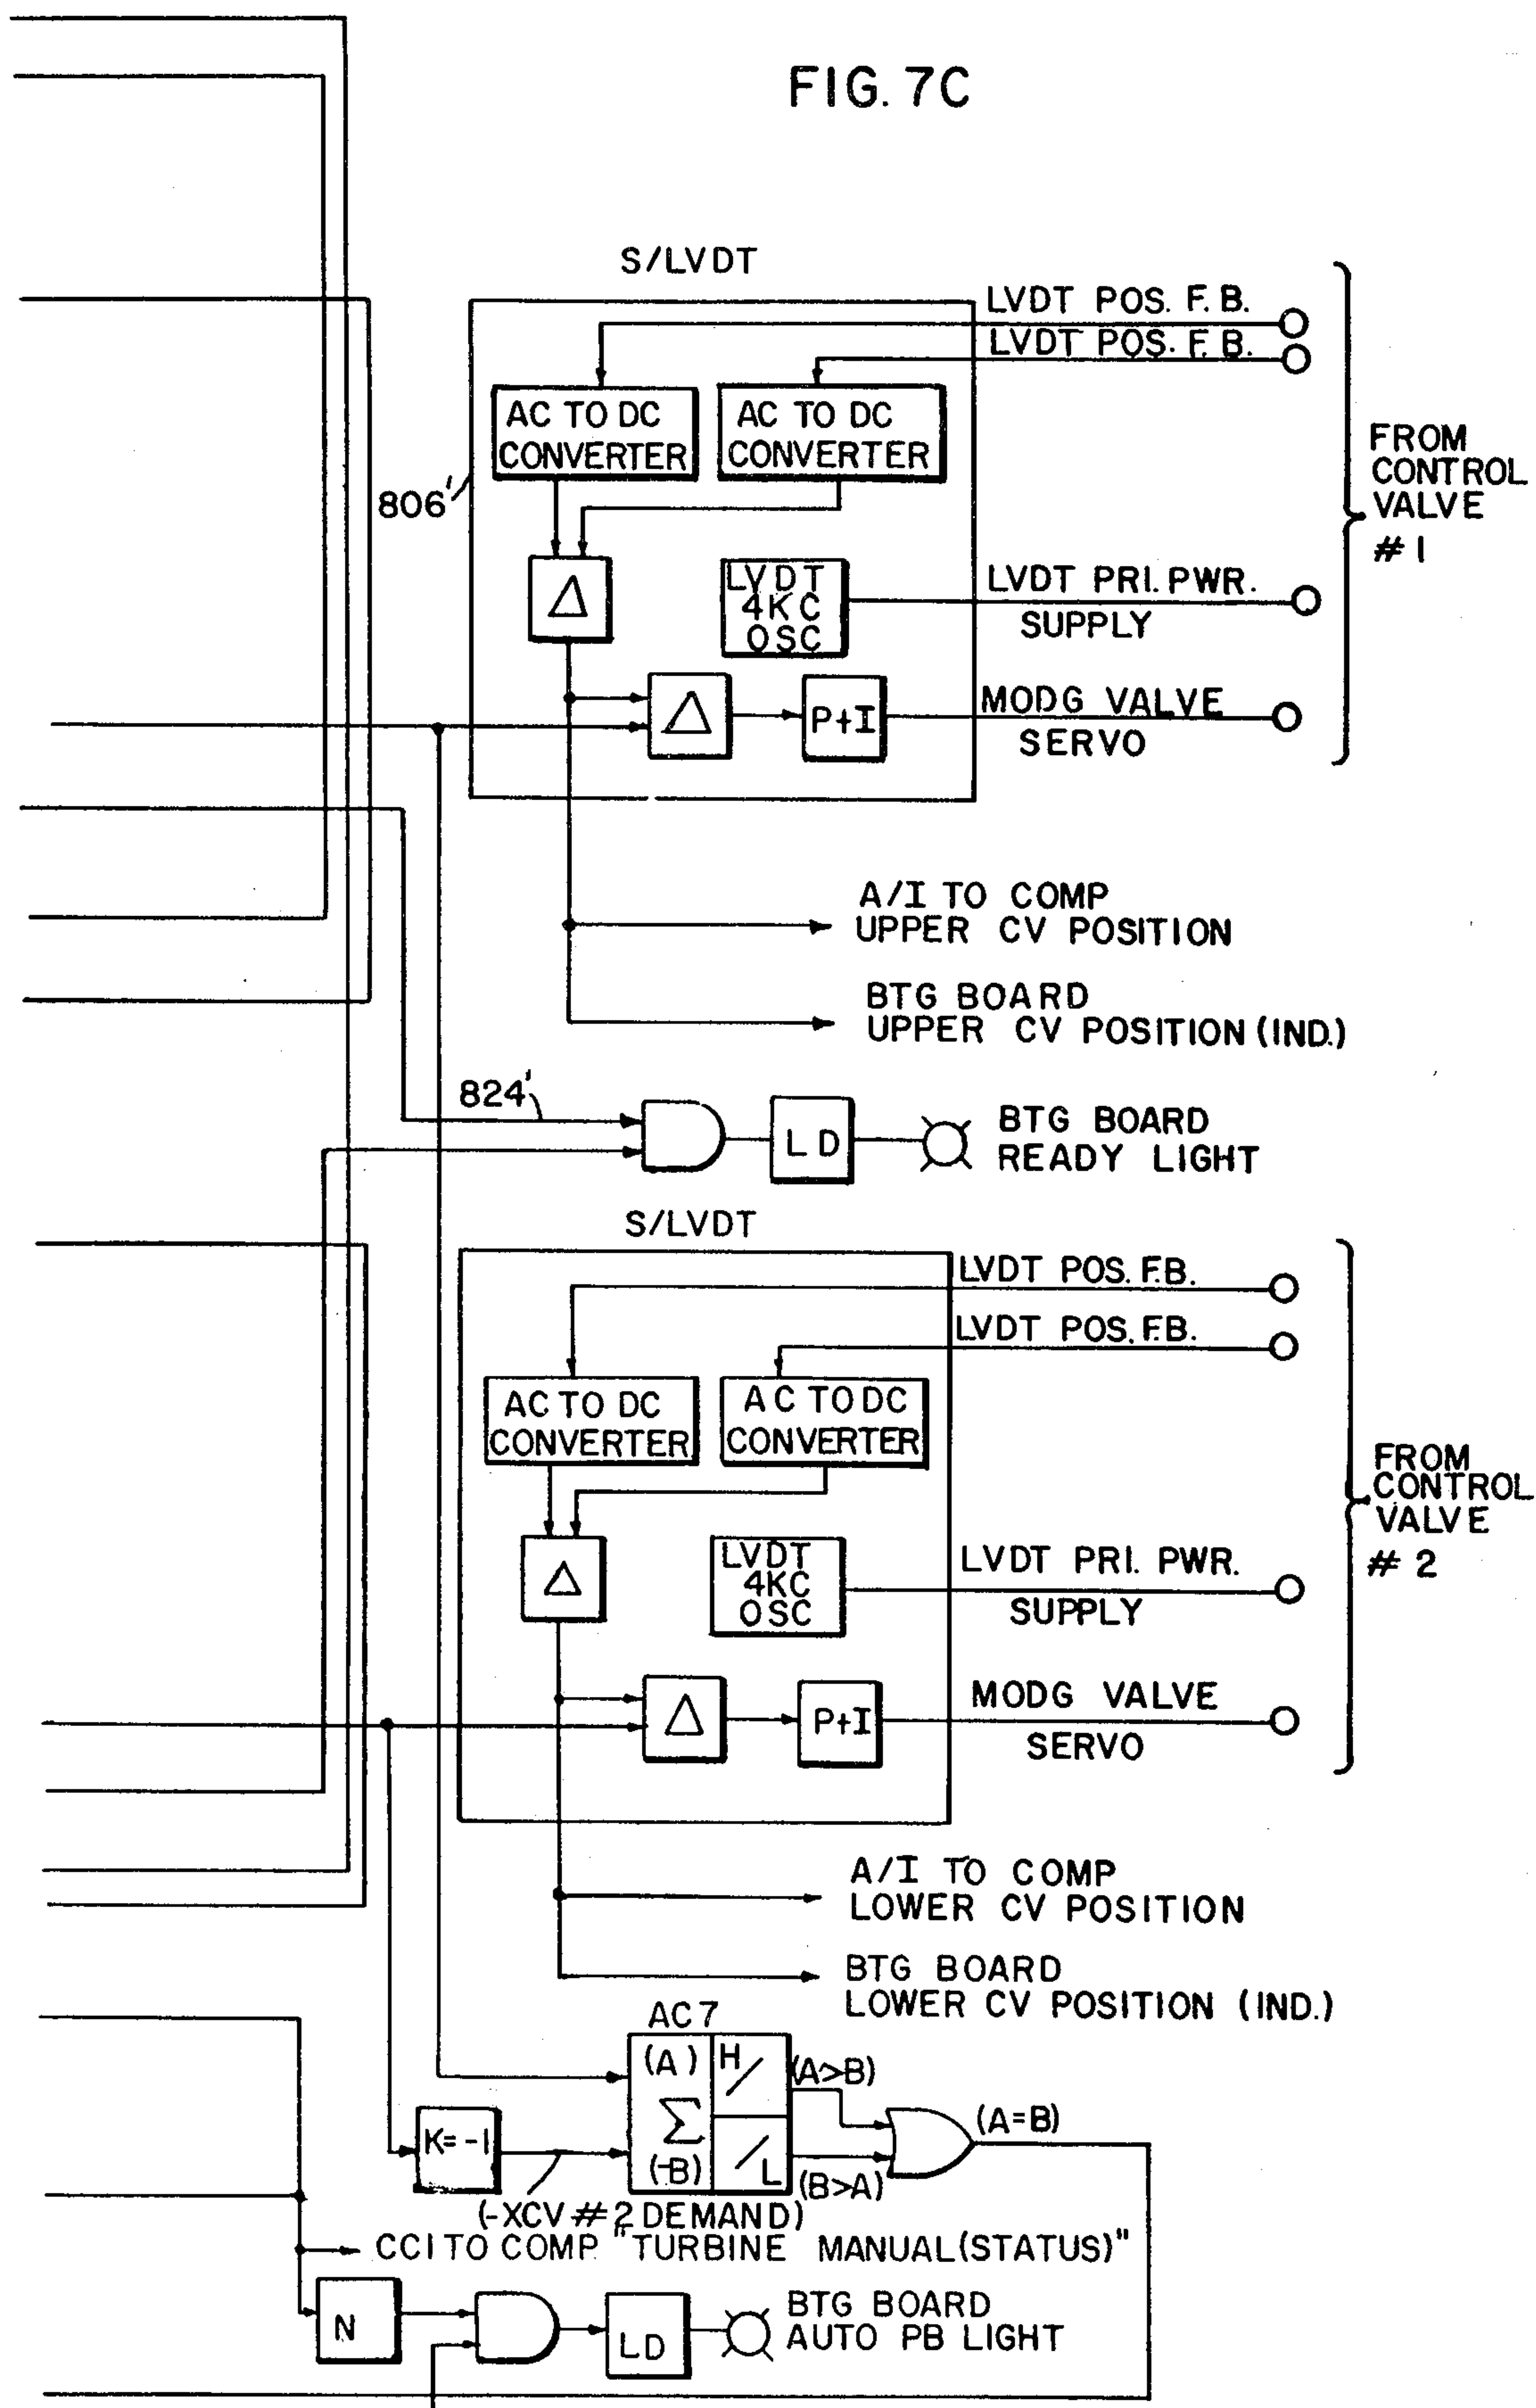 FIG. 7C
S/LVDT
LVDT POS. F.B.
LVDT POS. F.B.
AC TO DC
CONVERTER
AC TO DC
CONVERTER
806'
FROM
CONTROL
VALVE
# 1
Δ
LVDT
4KC
OSC
LVDT PRI. PWR.
SUPPLY
Δ
P+I
MODG VALVE
SERVO
A/I TO COMP
UPPER CV POSITION
BTG BOARD
UPPER CV POSITION (IND.)
824'
LD
BTG BOARD
READY LIGHT
S/LVDT
LVDT POS. F.B.
LVDT POS. F.B.
AC TO DC
CONVERTER
AC TO DC
CONVERTER
FROM
CONTROL
VALVE
# 2
Δ
LVDT
4KC
OSC
LVDT PRI. PWR.
SUPPLY
Δ
P+I
MODG VALVE
SERVO
A/I TO COMP
LOWER CV POSITION
BTG BOARD
LOWER CV POSITION (IND.)
AC7
(A)
H/
(A>B)
Σ
(A=B)
K=-1
(-B)
/L
(B>A)
(-XCV #2 DEMAND)
CCI TO COMP. "TURBINE MANUAL(STATUS)"
N
LD
BTG BOARD
AUTO PB LIGHT